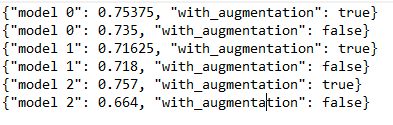 {"model 0": 0.75375, "with_augmentation": true}
{"model 0": 0.735, "with_augmentation": false}
{"model 1": 0.71625, "with_augmentation": true}
{"model 1": 0.718, "with_augmentation": false}
{"model 2": 0.757, "with_augmentation": true}
{"model 2": 0.664, "with_augmentation": false}